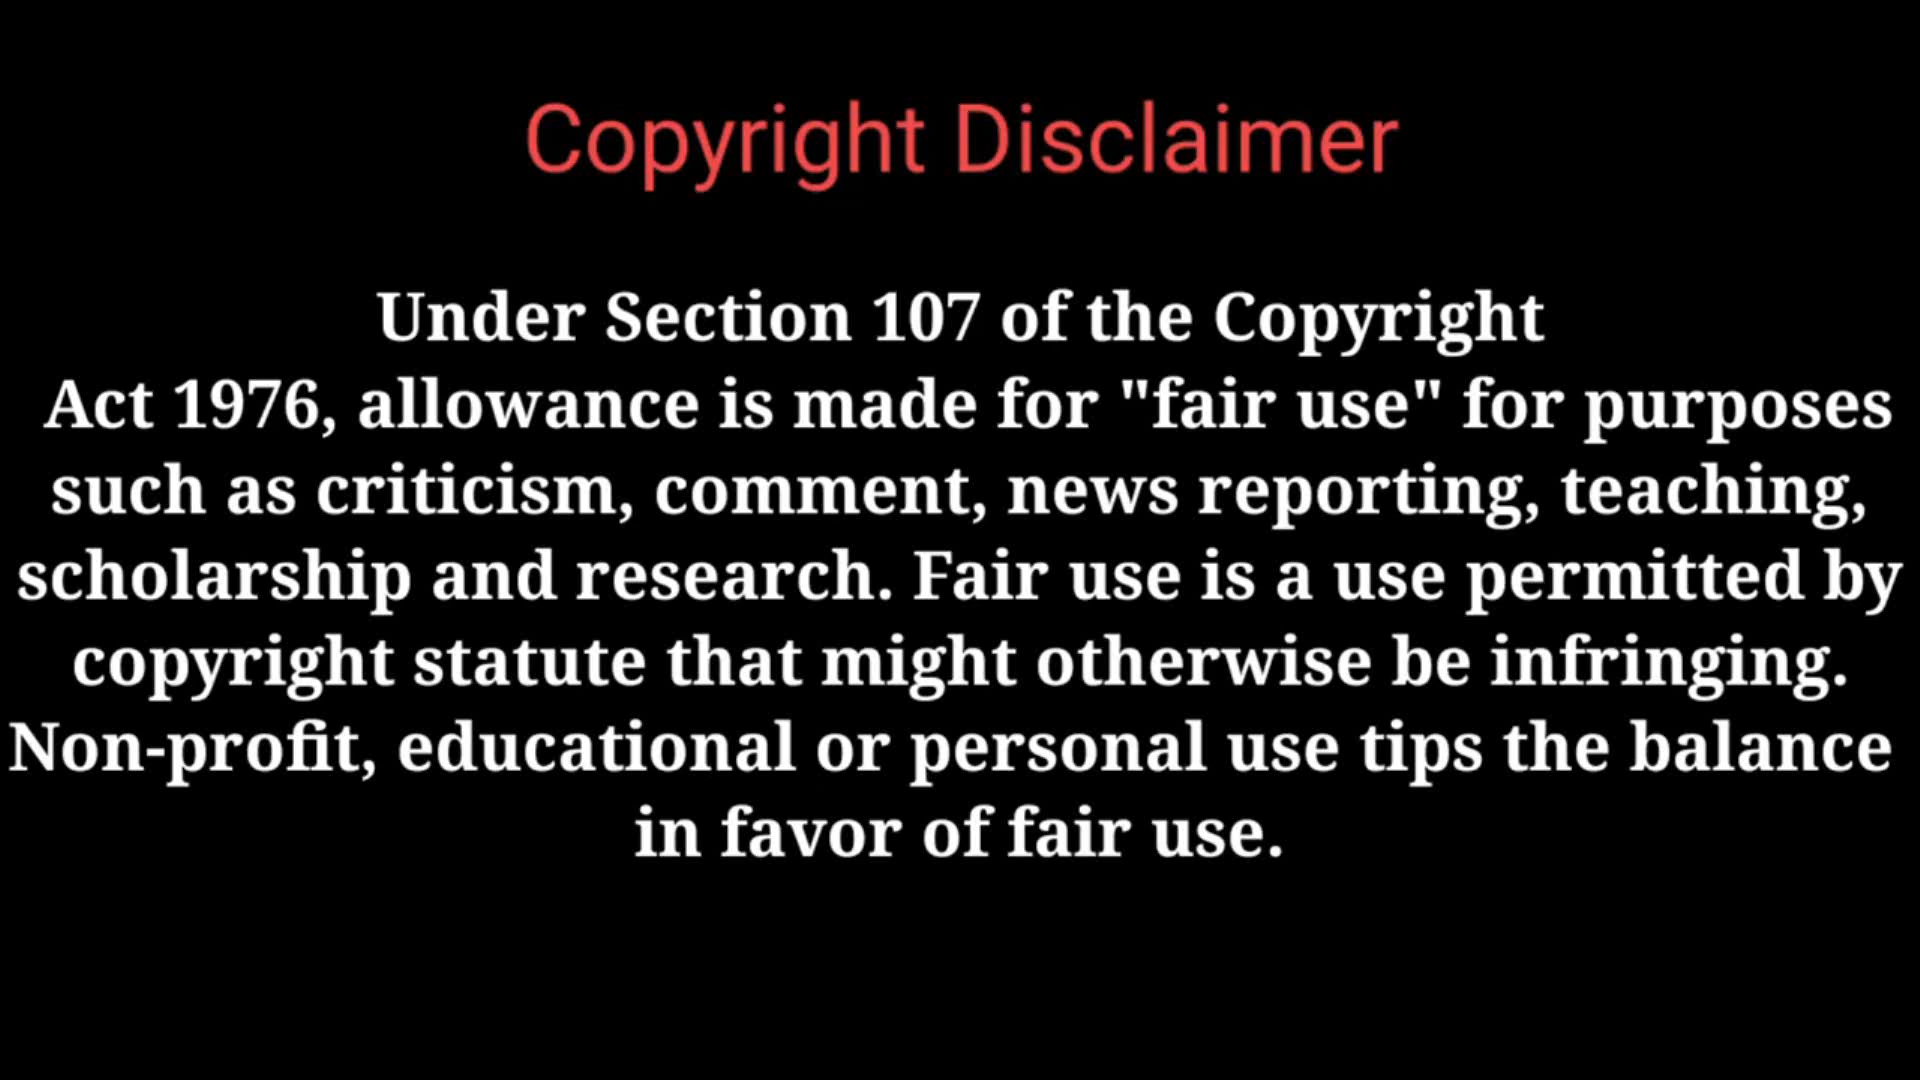 Copyright Disclaimer
Under Section 107 of the Copyright
Act 1976, allowance is made for "fair use" for purposes
such as criticism, comment, news reporting, teaching,
scholarship and research. Fair use is a use permitted by
copyright statute that might otherwise be infringing.
Non-profit, educational or personal use tips the balance
in favor of fair use.